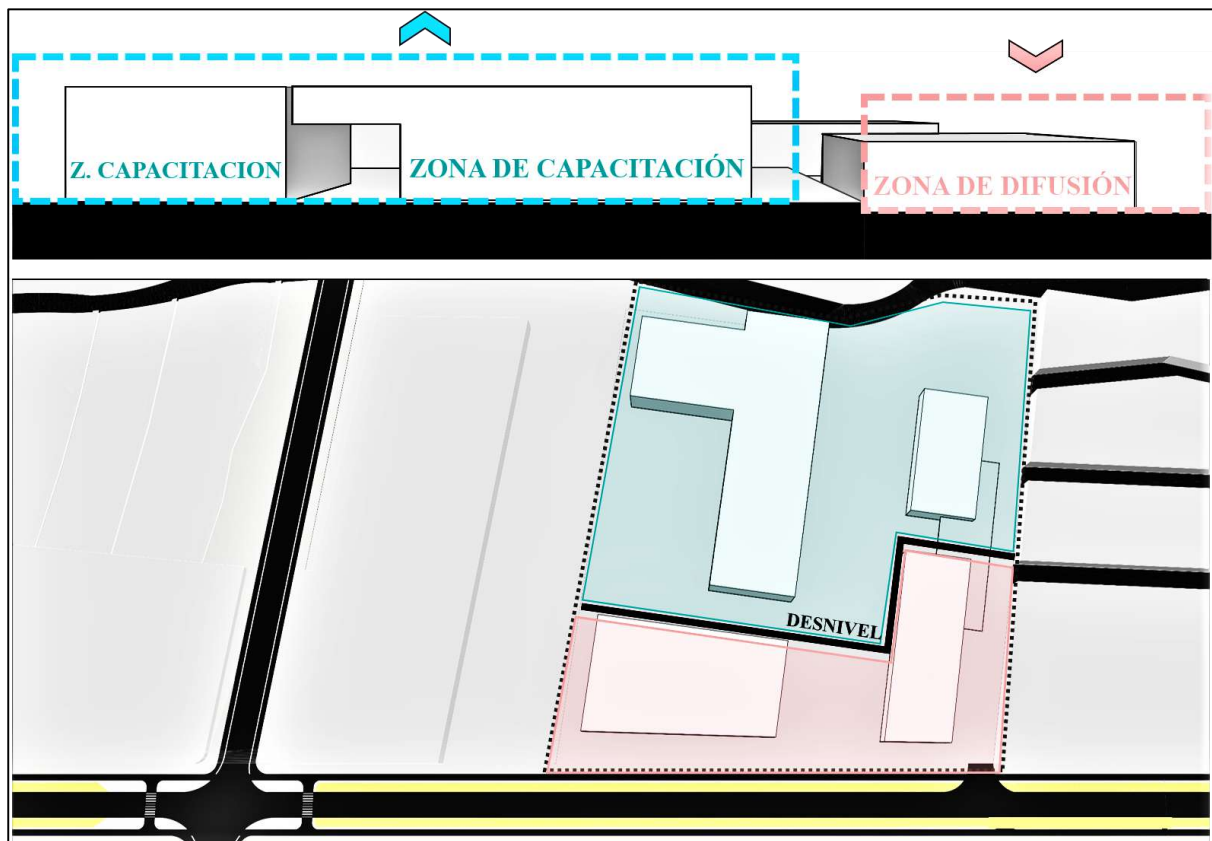 Z. CAPACITACION
ZONA DE CAPACITACIÓN
ZONA DE DIFUSIÓN
DESNIVEL